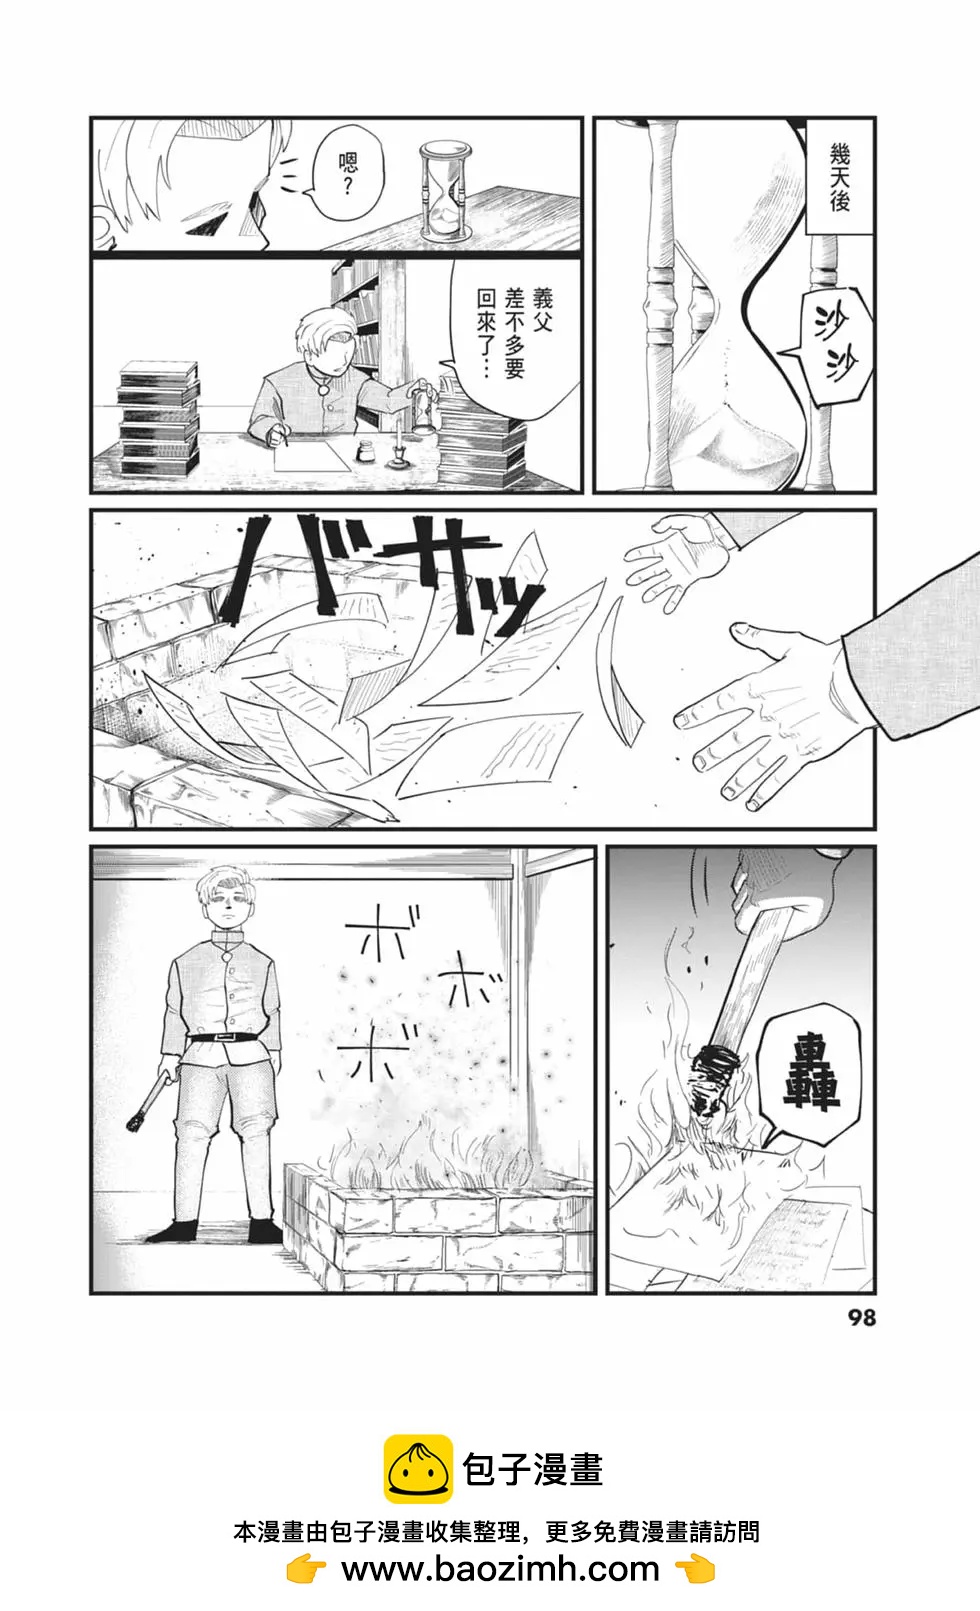 幾天後
沙沙
嗯？
義父
差不多要
回來了…
バサッ
轟
ボ
ボ
ボ
98
包子漫畫
本漫畫由包子漫畫收集整理，更多免費漫畫請訪問
👉 www.baozimh.com 👈